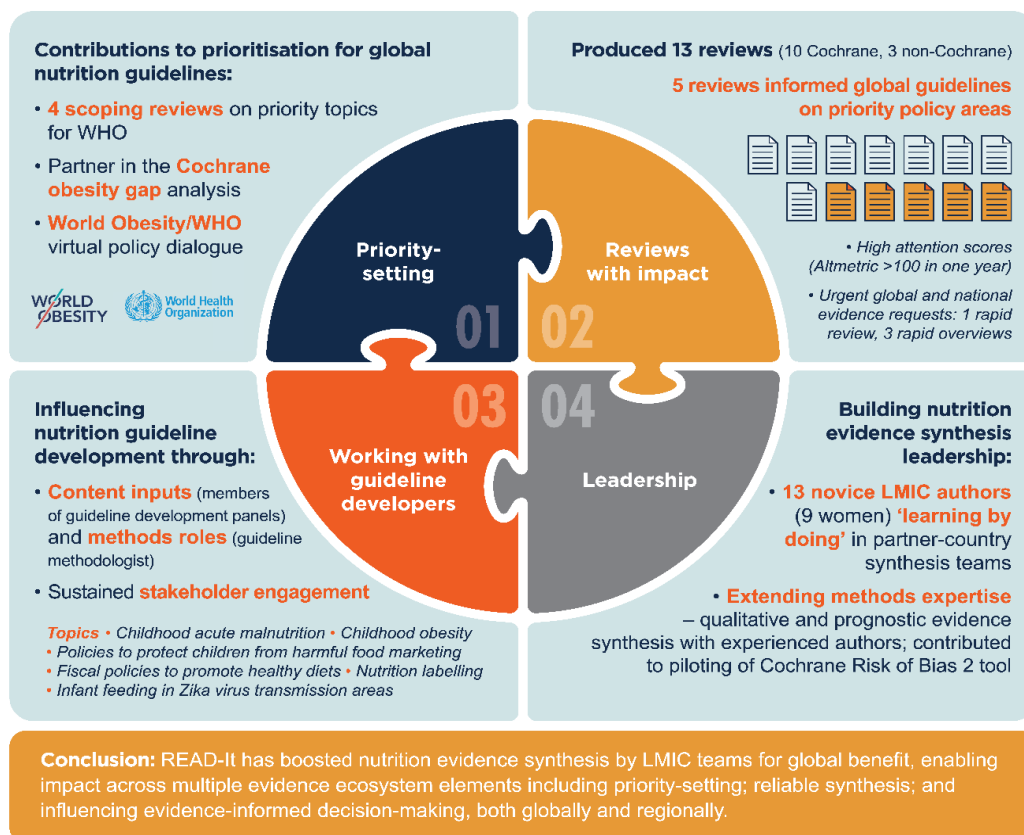 Contributions to prioritisation for global
nutrition guidelines:
• 4 scoping reviews on priority topics
for WHO
• Partner in the Cochrane
obesity gap analysis
• World Obesity/WHO
virtual policy dialogue
WORLD
OBESITY
World Health
Organization
Produced 13 reviews (10 Cochrane, 3 non-Cochrane)
5 reviews informed global guidelines
on priority policy areas
• High attention scores
(Altmetric >100 in one year)
• Urgent global and national
evidence requests: 1 rapid
review, 3 rapid overviews
Priority-
setting
01
Reviews
with impact
02
03
Working with
guideline
developers
04
Leadership
Influencing
nutrition guideline
development through:
• Content inputs (members
of guideline development panels)
and methods roles (guideline
methodologist)
• Sustained stakeholder engagement
Topics • Childhood acute malnutrition • Childhood obesity
• Policies to protect children from harmful food marketing
• Fiscal policies to promote healthy diets • Nutrition labelling
• Infant feeding in Zika virus transmission areas
Building nutrition
evidence synthesis
leadership:
• 13 novice LMIC authors
(9 women) ‘learning by
doing’ in partner-country
synthesis teams
• Extending methods expertise
– qualitative and prognostic evidence
synthesis with experienced authors; contributed
to piloting of Cochrane Risk of Bias 2 tool
Conclusion: READ-It has boosted nutrition evidence synthesis by LMIC teams for global benefit, enabling
impact across multiple evidence ecosystem elements including priority-setting; reliable synthesis; and
influencing evidence-informed decision-making, both globally and regionally.